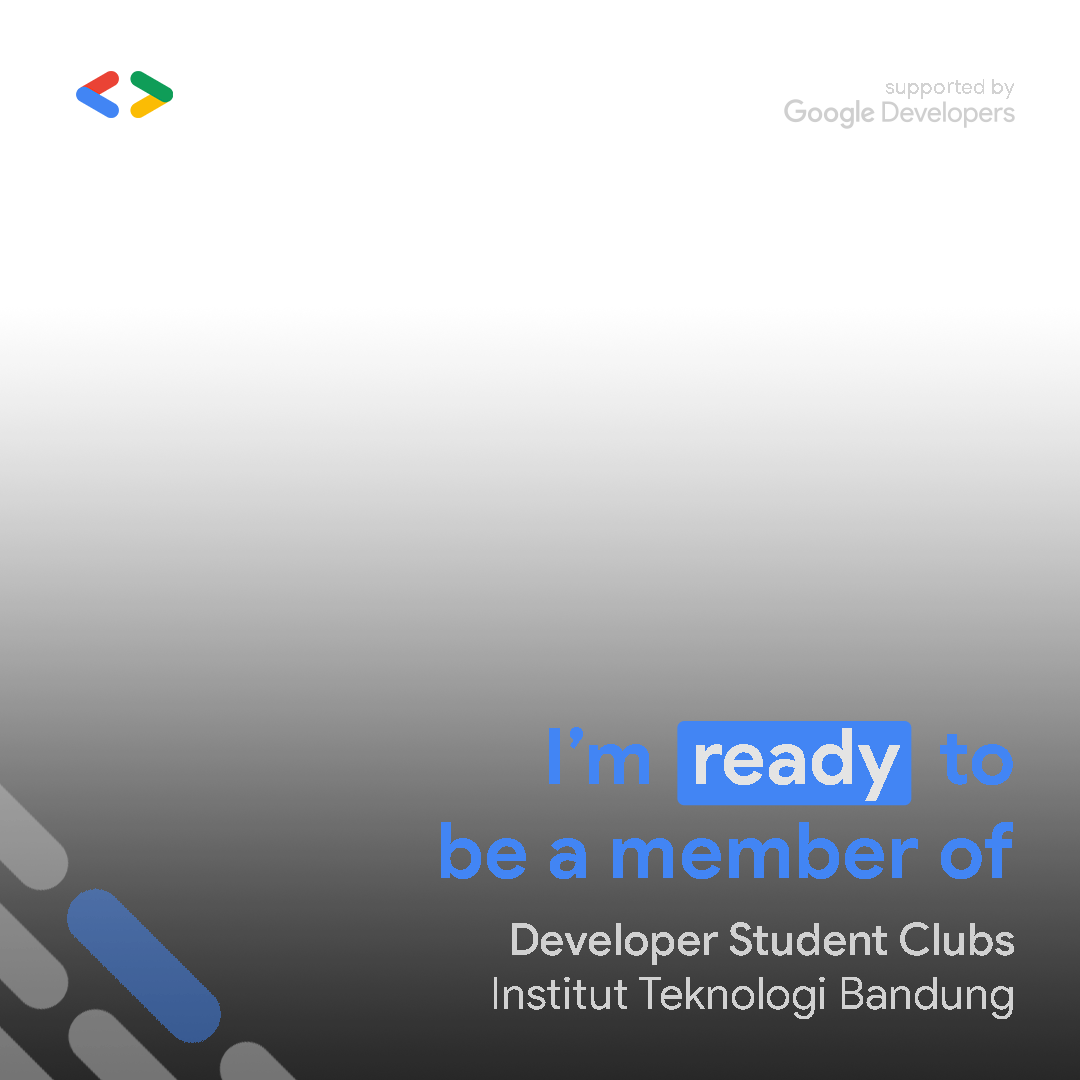 supported by
Google Developers
I’m ready to
be a member of
Developer Student Clubs
Institut Teknologi Bandung